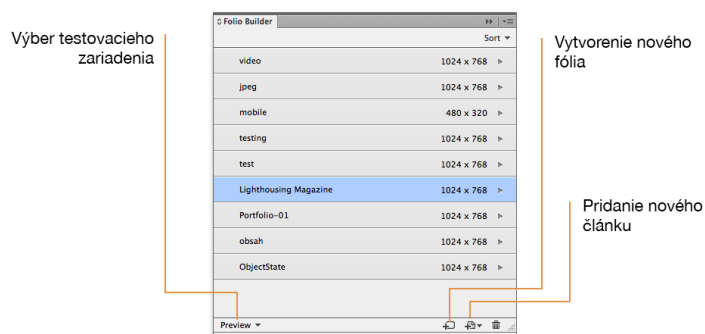 Výber testovacieho
zariadenia
Folio Builder
Sort
video 1024 x 768
jpeg 1024 x 768
mobile 480 x 320
testing 1024 x 768
test 1024 x 768
Lighthousing Magazine 1024 x 768
Portfolio-01 1024 x 768
obsah 1024 x 768
ObjectState 1024 x 768
Preview
Vytvorenie nového
fólia
Pridanie nového
článku